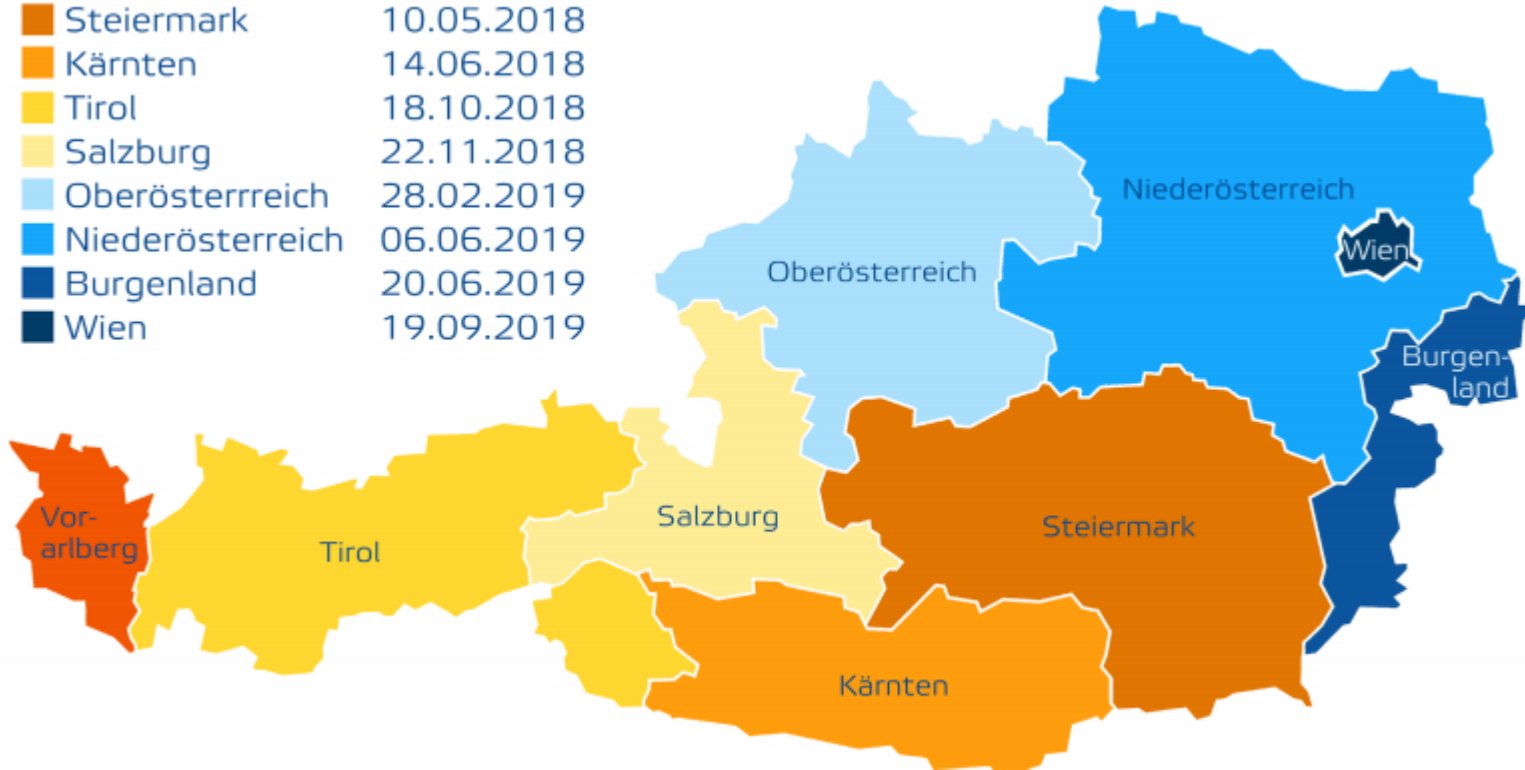 Steiermark 10.05.2018
Kärnten 14.06.2018
Tirol 18.10.2018
Salzburg 22.11.2018
Oberösterrreich 28.02.2019
Niederösterreich 06.06.2019
Burgenland 20.06.2019
Wien 19.09.2019
Niederösterreich
Wien
Oberösterreich
Burgen-
land
Vor-
arlberg
Tirol
Salzburg
Steiermark
Kärnten